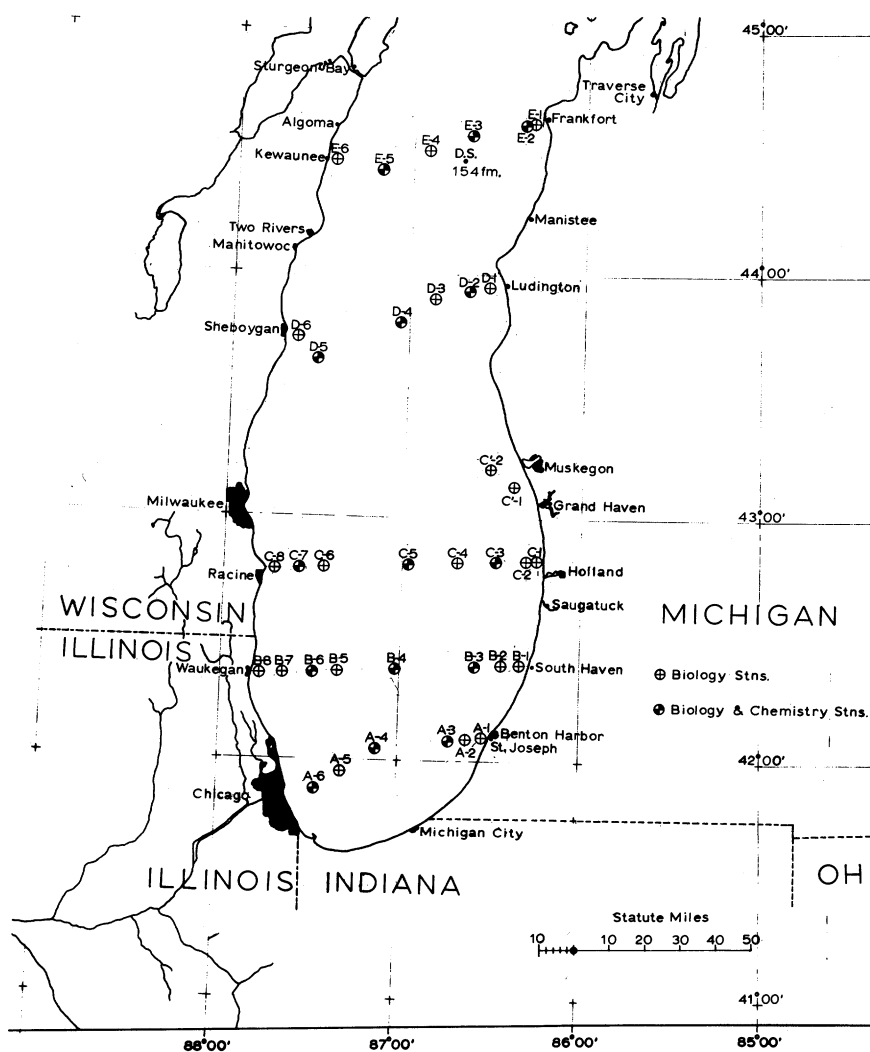 45°00'
Sturgeon Bay
Traverse
City
Algoma
E-1
Frankfort
E-3
E-2
E-4
Kewaunee
E-6
E-5
D.S.
154 fm.
Manistee
Two Rivers
Manitowoc
44°00'
D-1
D-2
D-3
Ludington
D-4
Sheboygan
D-6
D-5
C'-2
Muskegon
C'-1
Milwaukee
Grand Haven
43°00'
C-8
C-7
C-6
C-5
C-4
C-3
C-1
C-2
Racine
Holland
WISCONSIN
Saugatuck
MICHIGAN
ILLINOIS
Waukegan
B-8
B-7
B-6
B-5
B-4
B-3
B-2
B-1
South Haven
Biology Stns.
Biology & Chemistry Stns.
A-4
A-3
A-1
A-2
Benton Harbor
St. Joseph
42°00'
A-5
A-6
Chicago
Michigan City
ILLINOIS
INDIANA
OH
Statute Miles
10 10 20 30 40 50
41°00'
88°00' 87°00' 86°00' 85°00'